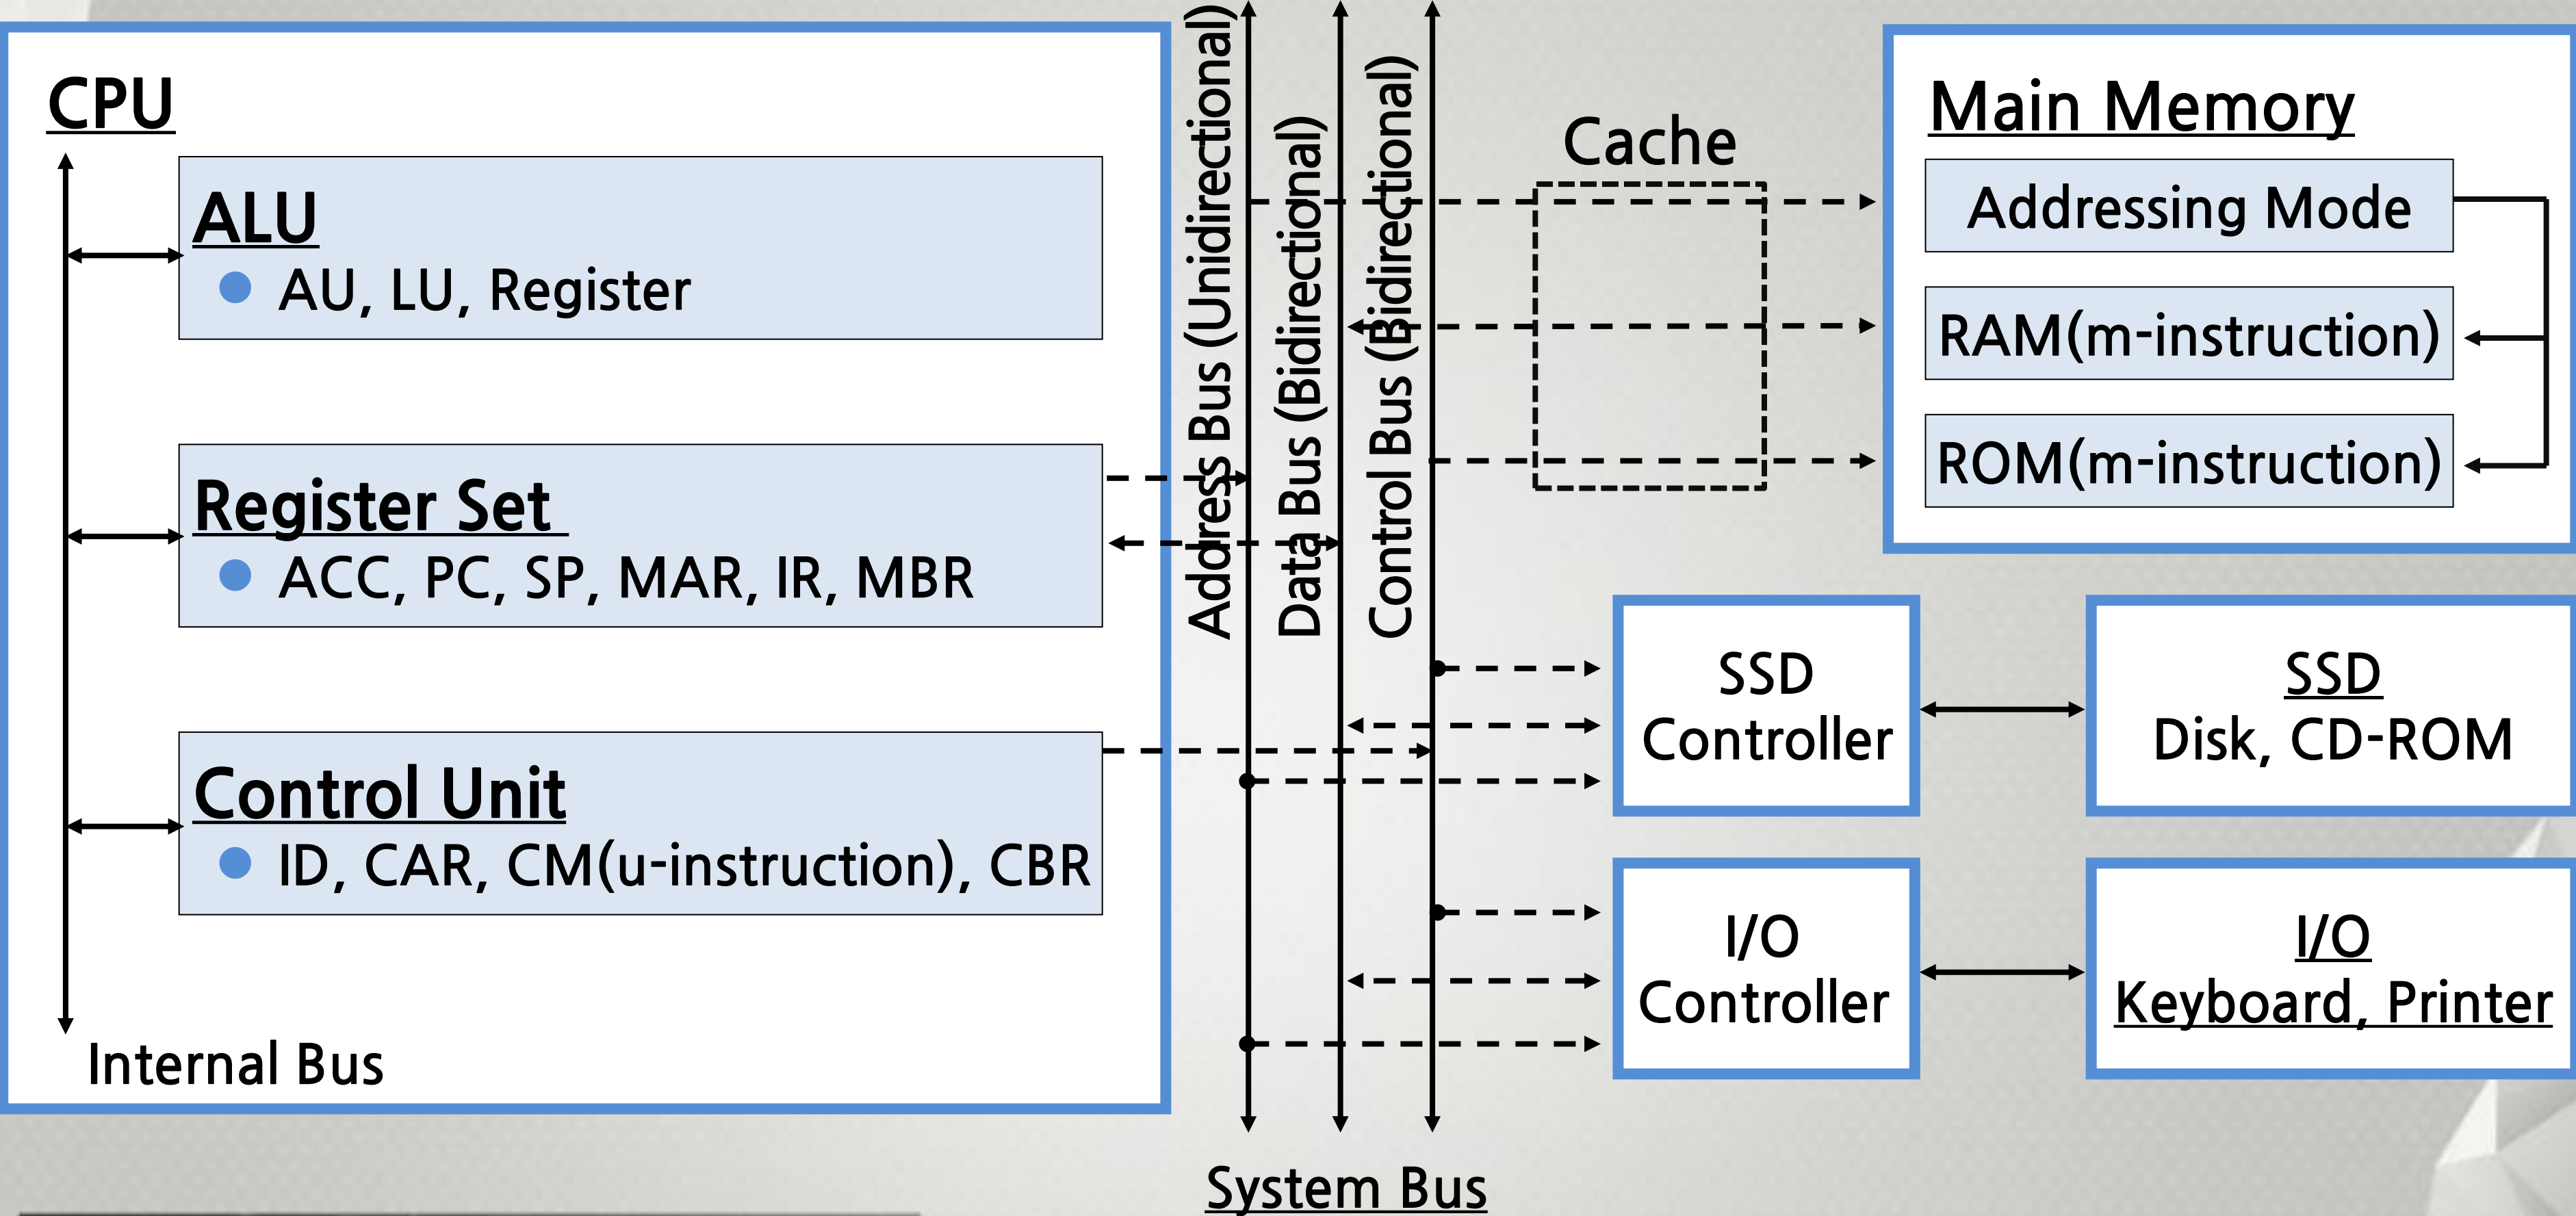 CPU
ALU
AU, LU, Register
Register Set
ACC, PC, SP, MAR, IR, MBR
Control Unit
ID, CAR, CM(u-instruction), CBR
Internal Bus
Address Bus (Unidirectional)
Data Bus (Bidirectional)
Control Bus (Bidirectional)
System Bus
Cache
Main Memory
Addressing Mode
RAM(m-instruction)
ROM(m-instruction)
SSD
Controller
SSD
Disk, CD-ROM
I/O
Controller
I/O
Keyboard, Printer